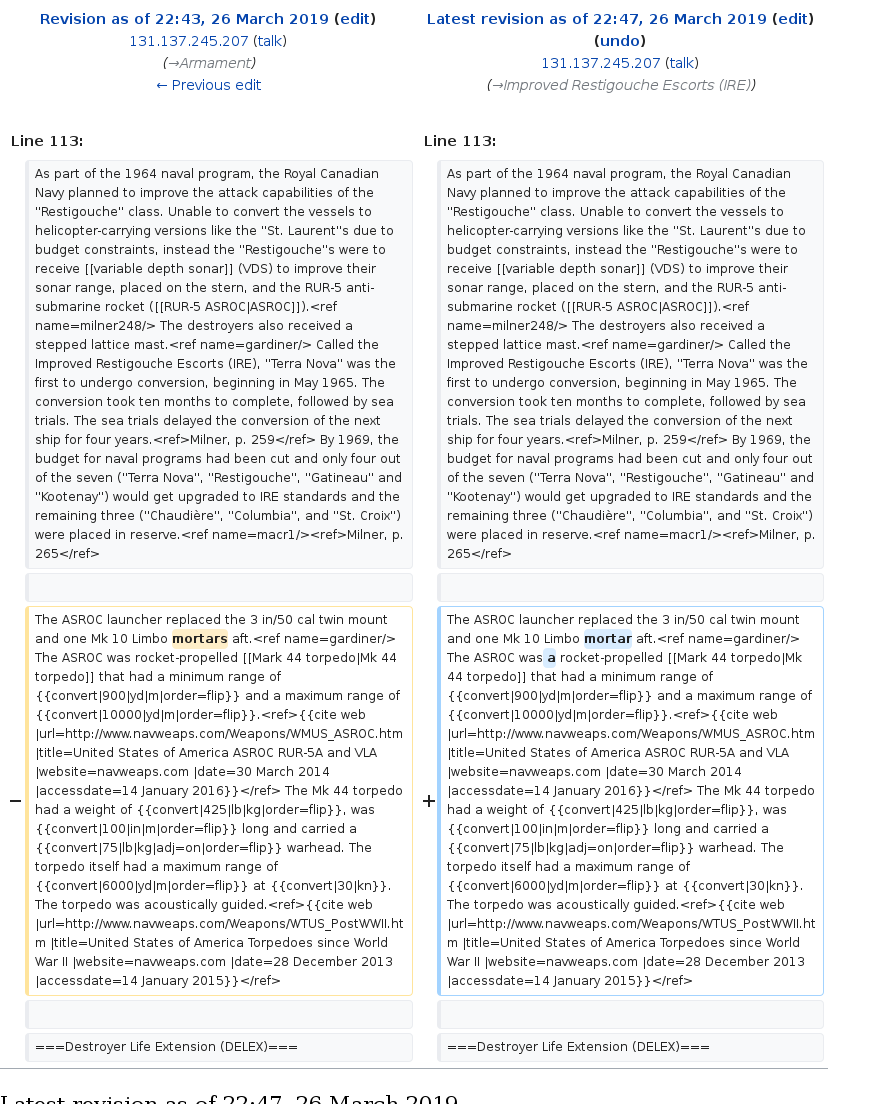 Revision as of 22:43, 26 March 2019 (edit)
131.137.245.207 (talk)
(→Armament)
← Previous edit
Latest revision as of 22:47, 26 March 2019 (edit)
(undo)
131.137.245.207 (talk)
(→Improved Restigouche Escorts (IRE))
Line 113:
As part of the 1964 naval program, the Royal Canadian
Navy planned to improve the attack capabilities of the
''Restigouche'' class. Unable to convert the vessels to
helicopter-carrying versions like the ''St. Laurent''s due to
budget constraints, instead the ''Restigouche''s were to
receive [[variable depth sonar]] (VDS) to improve their
sonar range, placed on the stern, and the RUR-5 anti-
submarine rocket ([[RUR-5 ASROC|ASROC]]).<ref
name=milner248/> The destroyers also received a
stepped lattice mast.<ref name=gardiner/> Called the
Improved Restigouche Escorts (IRE), ''Terra Nova'' was the
first to undergo conversion, beginning in May 1965. The
conversion took ten months to complete, followed by sea
trials. The sea trials delayed the conversion of the next
ship for four years.<ref>Milner, p. 259</ref> By 1969, the
budget for naval programs had been cut and only four out
of the seven (''Terra Nova'', ''Restigouche'', ''Gatineau'' and
''Kootenay'') would get upgraded to IRE standards and the
remaining three (''Chaudière'', ''Columbia'', and ''St. Croix'')
were placed in reserve.<ref name=macr1/><ref>Milner, p.
265</ref>
−
The ASROC launcher replaced the 3 in/50 cal twin mount
and one Mk 10 Limbo mortars aft.<ref name=gardiner/>
The ASROC was rocket-propelled [[Mark 44 torpedo|Mk 44
torpedo]] that had a minimum range of
{{convert|900|yd|m|order=flip}} and a maximum range of
{{convert|10000|yd|m|order=flip}}.<ref>{{cite web
|url=http://www.navweaps.com/Weapons/WMUS_ASROC.htm
|title=United States of America ASROC RUR-5A and VLA
|website=navweaps.com |date=30 March 2014
|accessdate=14 January 2016}}</ref> The Mk 44 torpedo
had a weight of {{convert|425|lb|kg|order=flip}}, was
{{convert|100|in|m|order=flip}} long and carried a
{{convert|75|lb|kg|adj=on|order=flip}} warhead. The
torpedo itself had a maximum range of
{{convert|6000|yd|m|order=flip}} at {{convert|30|kn}}.
The torpedo was acoustically guided.<ref>{{cite web
|url=http://www.navweaps.com/Weapons/WTUS_PostWWII.ht
m |title=United States of America Torpedoes since World
War II |website=navweaps.com |date=28 December 2013
|accessdate=14 January 2015}}</ref>
===Destroyer Life Extension (DELEX)===
Line 113:
As part of the 1964 naval program, the Royal Canadian
Navy planned to improve the attack capabilities of the
''Restigouche'' class. Unable to convert the vessels to
helicopter-carrying versions like the ''St. Laurent''s due to
budget constraints, instead the ''Restigouche''s were to
receive [[variable depth sonar]] (VDS) to improve their
sonar range, placed on the stern, and the RUR-5 anti-
submarine rocket ([[RUR-5 ASROC|ASROC]]).<ref
name=milner248/> The destroyers also received a
stepped lattice mast.<ref name=gardiner/> Called the
Improved Restigouche Escorts (IRE), ''Terra Nova'' was the
first to undergo conversion, beginning in May 1965. The
conversion took ten months to complete, followed by sea
trials. The sea trials delayed the conversion of the next
ship for four years.<ref>Milner, p. 259</ref> By 1969, the
budget for naval programs had been cut and only four out
of the seven (''Terra Nova'', ''Restigouche'', ''Gatineau'' and
''Kootenay'') would get upgraded to IRE standards and the
remaining three (''Chaudière'', ''Columbia'', and ''St. Croix'')
were placed in reserve.<ref name=macr1/><ref>Milner, p.
265</ref>
+
The ASROC launcher replaced the 3 in/50 cal twin mount
and one Mk 10 Limbo mortar aft.<ref name=gardiner/>
The ASROC was a rocket-propelled [[Mark 44 torpedo|Mk
44 torpedo]] that had a minimum range of
{{convert|900|yd|m|order=flip}} and a maximum range of
{{convert|10000|yd|m|order=flip}}.<ref>{{cite web
|url=http://www.navweaps.com/Weapons/WMUS_ASROC.htm
|title=United States of America ASROC RUR-5A and VLA
|website=navweaps.com |date=30 March 2014
|accessdate=14 January 2016}}</ref> The Mk 44 torpedo
had a weight of {{convert|425|lb|kg|order=flip}}, was
{{convert|100|in|m|order=flip}} long and carried a
{{convert|75|lb|kg|adj=on|order=flip}} warhead. The
torpedo itself had a maximum range of
{{convert|6000|yd|m|order=flip}} at {{convert|30|kn}}.
The torpedo was acoustically guided.<ref>{{cite web
|url=http://www.navweaps.com/Weapons/WTUS_PostWWII.ht
m |title=United States of America Torpedoes since World
War II |website=navweaps.com |date=28 December 2013
|accessdate=14 January 2015}}</ref>
===Destroyer Life Extension (DELEX)===
Latest revision as of 22:47, 26 March 2019